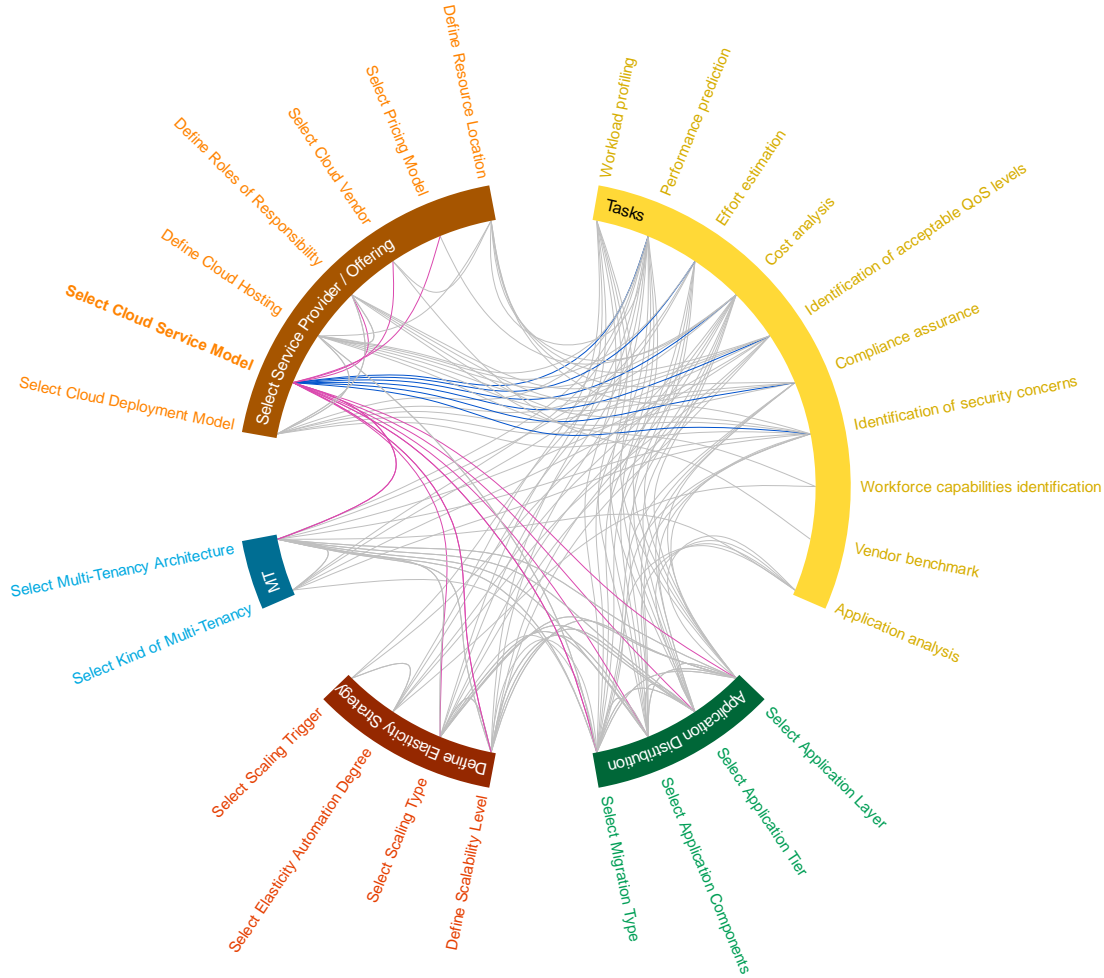 Define Resource Location
Select Pricing Model
Select Cloud Vendor
Define Roles of Responsibility
Define Cloud Hosting
Select Cloud Service Model
Select Cloud Deployment Model
Select Service Provider / Offering
Workload profiling
Performance prediction
Effort estimation
Cost analysis
Identification of acceptable QoS levels
Compliance assurance
Identification of security concerns
Workforce capabilities identification
Vendor benchmark
Application analysis
Tasks
Select Multi-Tenancy Architecture
Select Kind of Multi-Tenancy
MT
Select Scaling Trigger
Select Elasticity Automation Degree
Select Scaling Type
Define Scalability Level
Define Elasticity Strategy
Select Application Layer
Select Application Tier
Select Application Components
Select Migration Type
Application Distribution